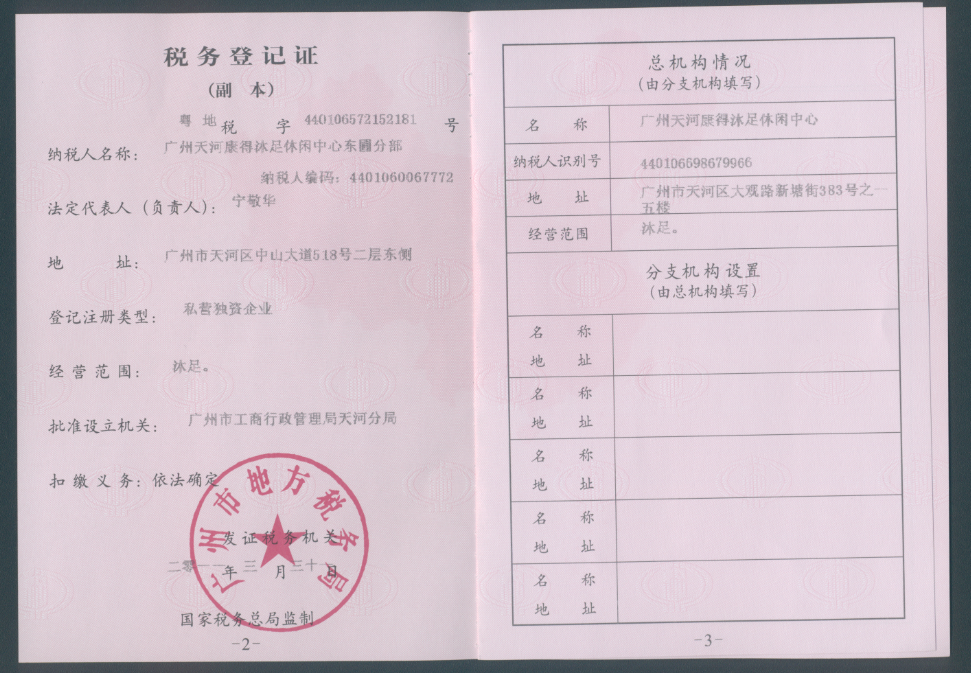 税务登记证
(副 本)
粤 地 税 字 440106572152181 号
纳税人名称: 广州天河康得沐足休闲中心东圃分部
纳税人编码: 4401060067772
法定代表人(负责人): 宁敬华
地 址: 广州市天河区中山大道518号二层东侧
登记注册类型: 私营独资企业
经营范围: 沐足。
批准设立机关: 广州市工商行政管理局天河分局
扣缴义务: 依法确定
广州市地方税务局
发证税务机关
二零一一 年 三 月 三十 日
国家税务总局监制
-2-
总机构情况
(由分支机构填写)
名 称 广州天河康得沐足休闲中心
纳税人识别号 440106598679966
地 址 广州市天河区大观路新塘街383号之一
五楼
经营范围 沐足。
分支机构设置
(由总机构填写)
名 称
地 址
名 称
地 址
名 称
地 址
名 称
地 址
名 称
地 址
-3-